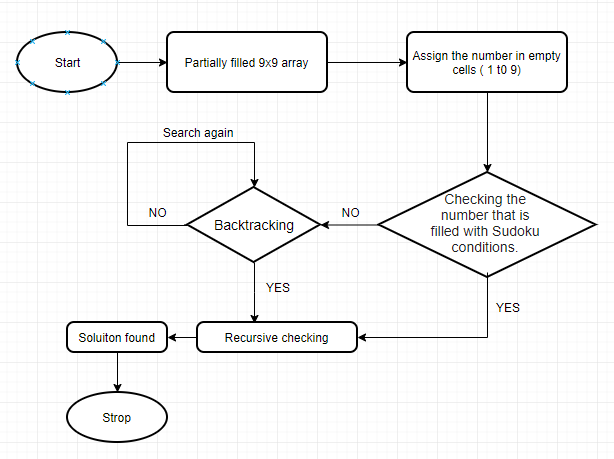 Start
Partially filled 9x9 array
Assign the number in empty
cells ( 1 t0 9)
Search again
Checking the
number that is
filled with Sudoku
conditions.
NO
Backtracking
NO
YES
YES
Soluiton found
Recursive checking
Strop